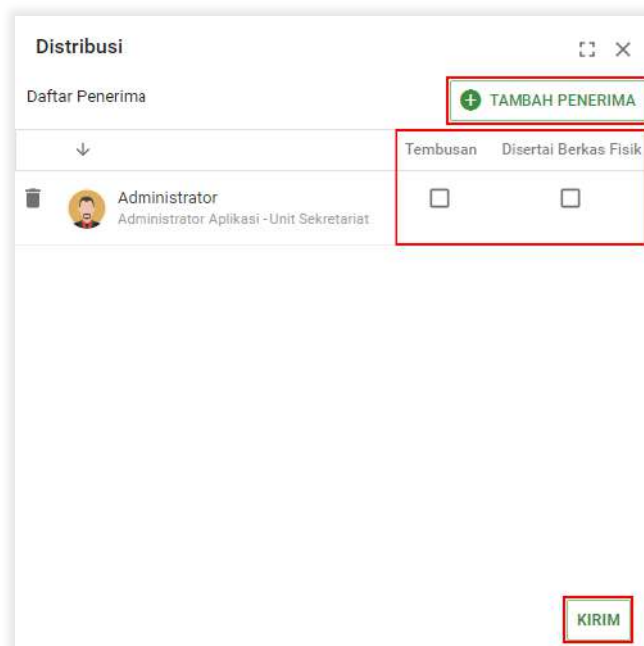 Distribusi
Daftar Penerima
TAMBAH PENERIMA
Tembusan Disertai Berkas Fisik
Administrator
Administrator Aplikasi - Unit Sekretariat
KIRIM